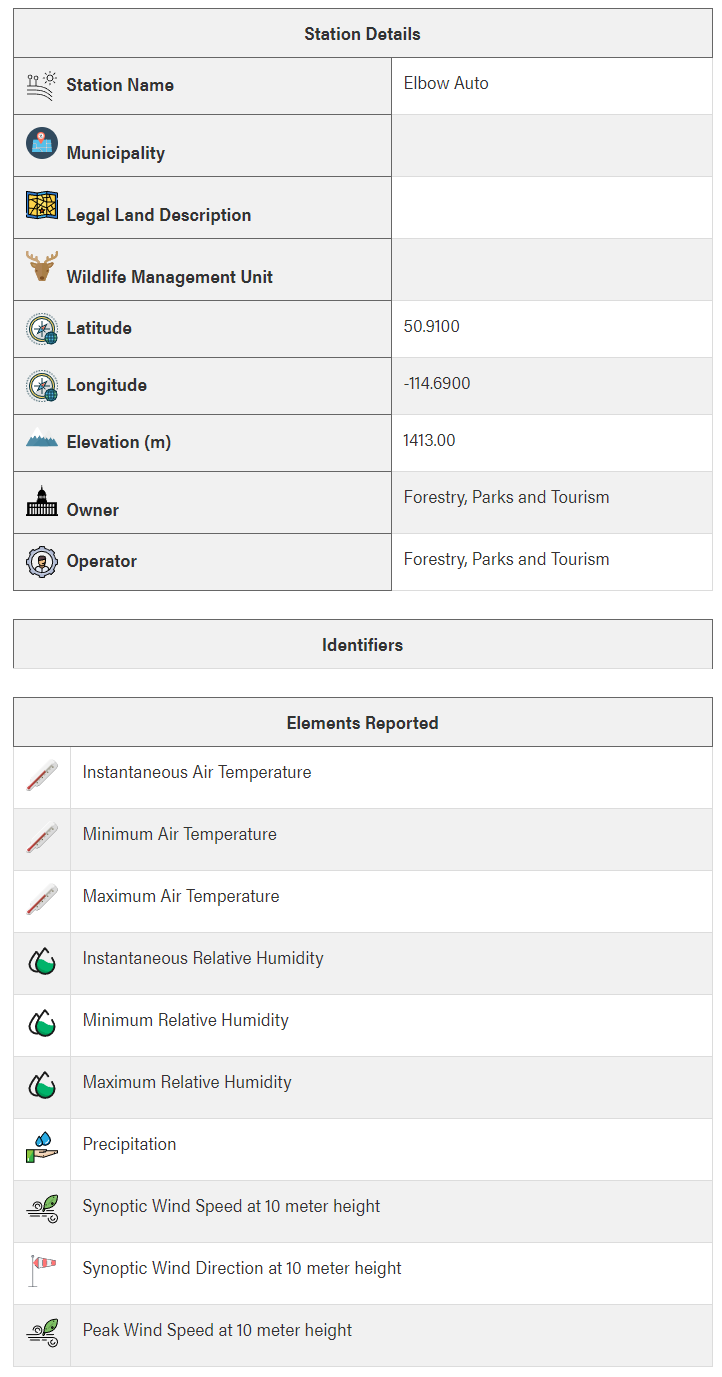 Station Details
Station Name
Elbow Auto
Municipality
Legal Land Description
Wildlife Management Unit
Latitude
50.9100
Longitude
-114.6900
Elevation (m)
1413.00
Owner
Forestry, Parks and Tourism
Operator
Forestry, Parks and Tourism
Identifiers
Elements Reported
Instantaneous Air Temperature
Minimum Air Temperature
Maximum Air Temperature
Instantaneous Relative Humidity
Minimum Relative Humidity
Maximum Relative Humidity
Precipitation
Synoptic Wind Speed at 10 meter height
Synoptic Wind Direction at 10 meter height
Peak Wind Speed at 10 meter height